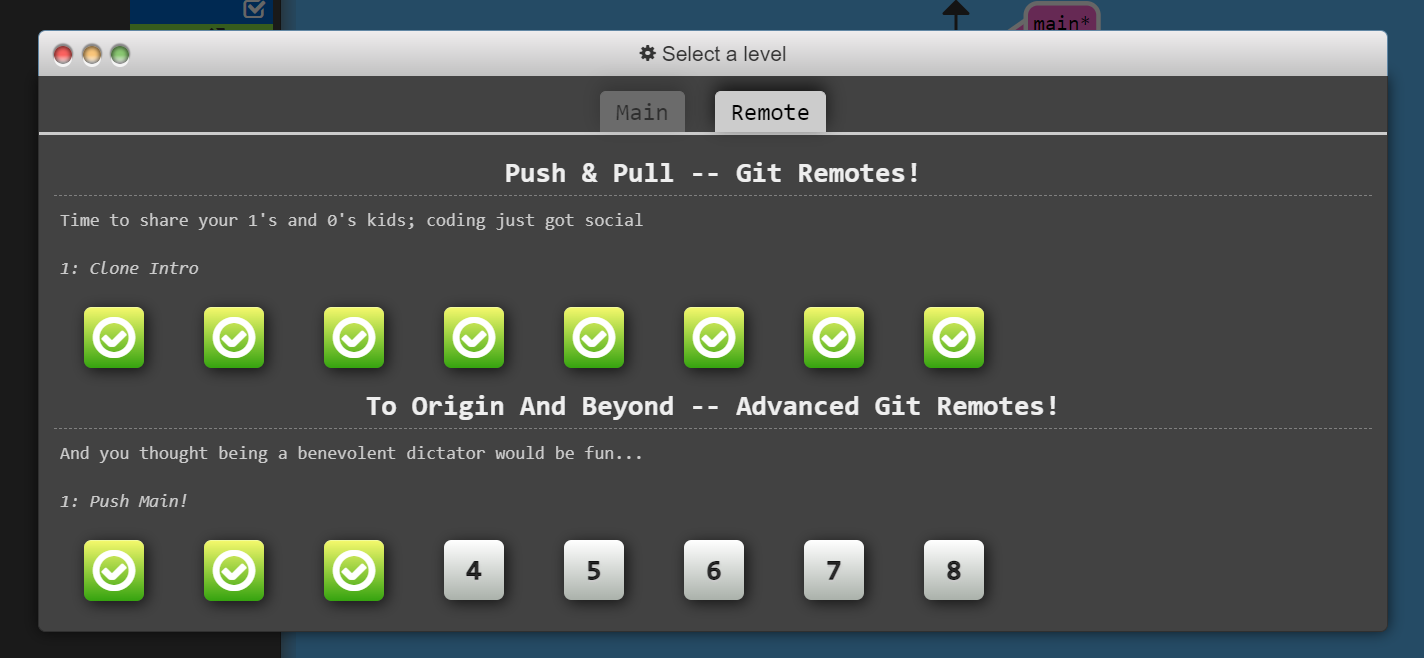 main*
Select a level
Main
Remote
Push & Pull -- Git Remotes!
Time to share your 1's and 0's kids; coding just got social
1: Clone Intro
To Origin And Beyond -- Advanced Git Remotes!
And you thought being a benevolent dictator would be fun...
1: Push Main!
4 5 6 7 8